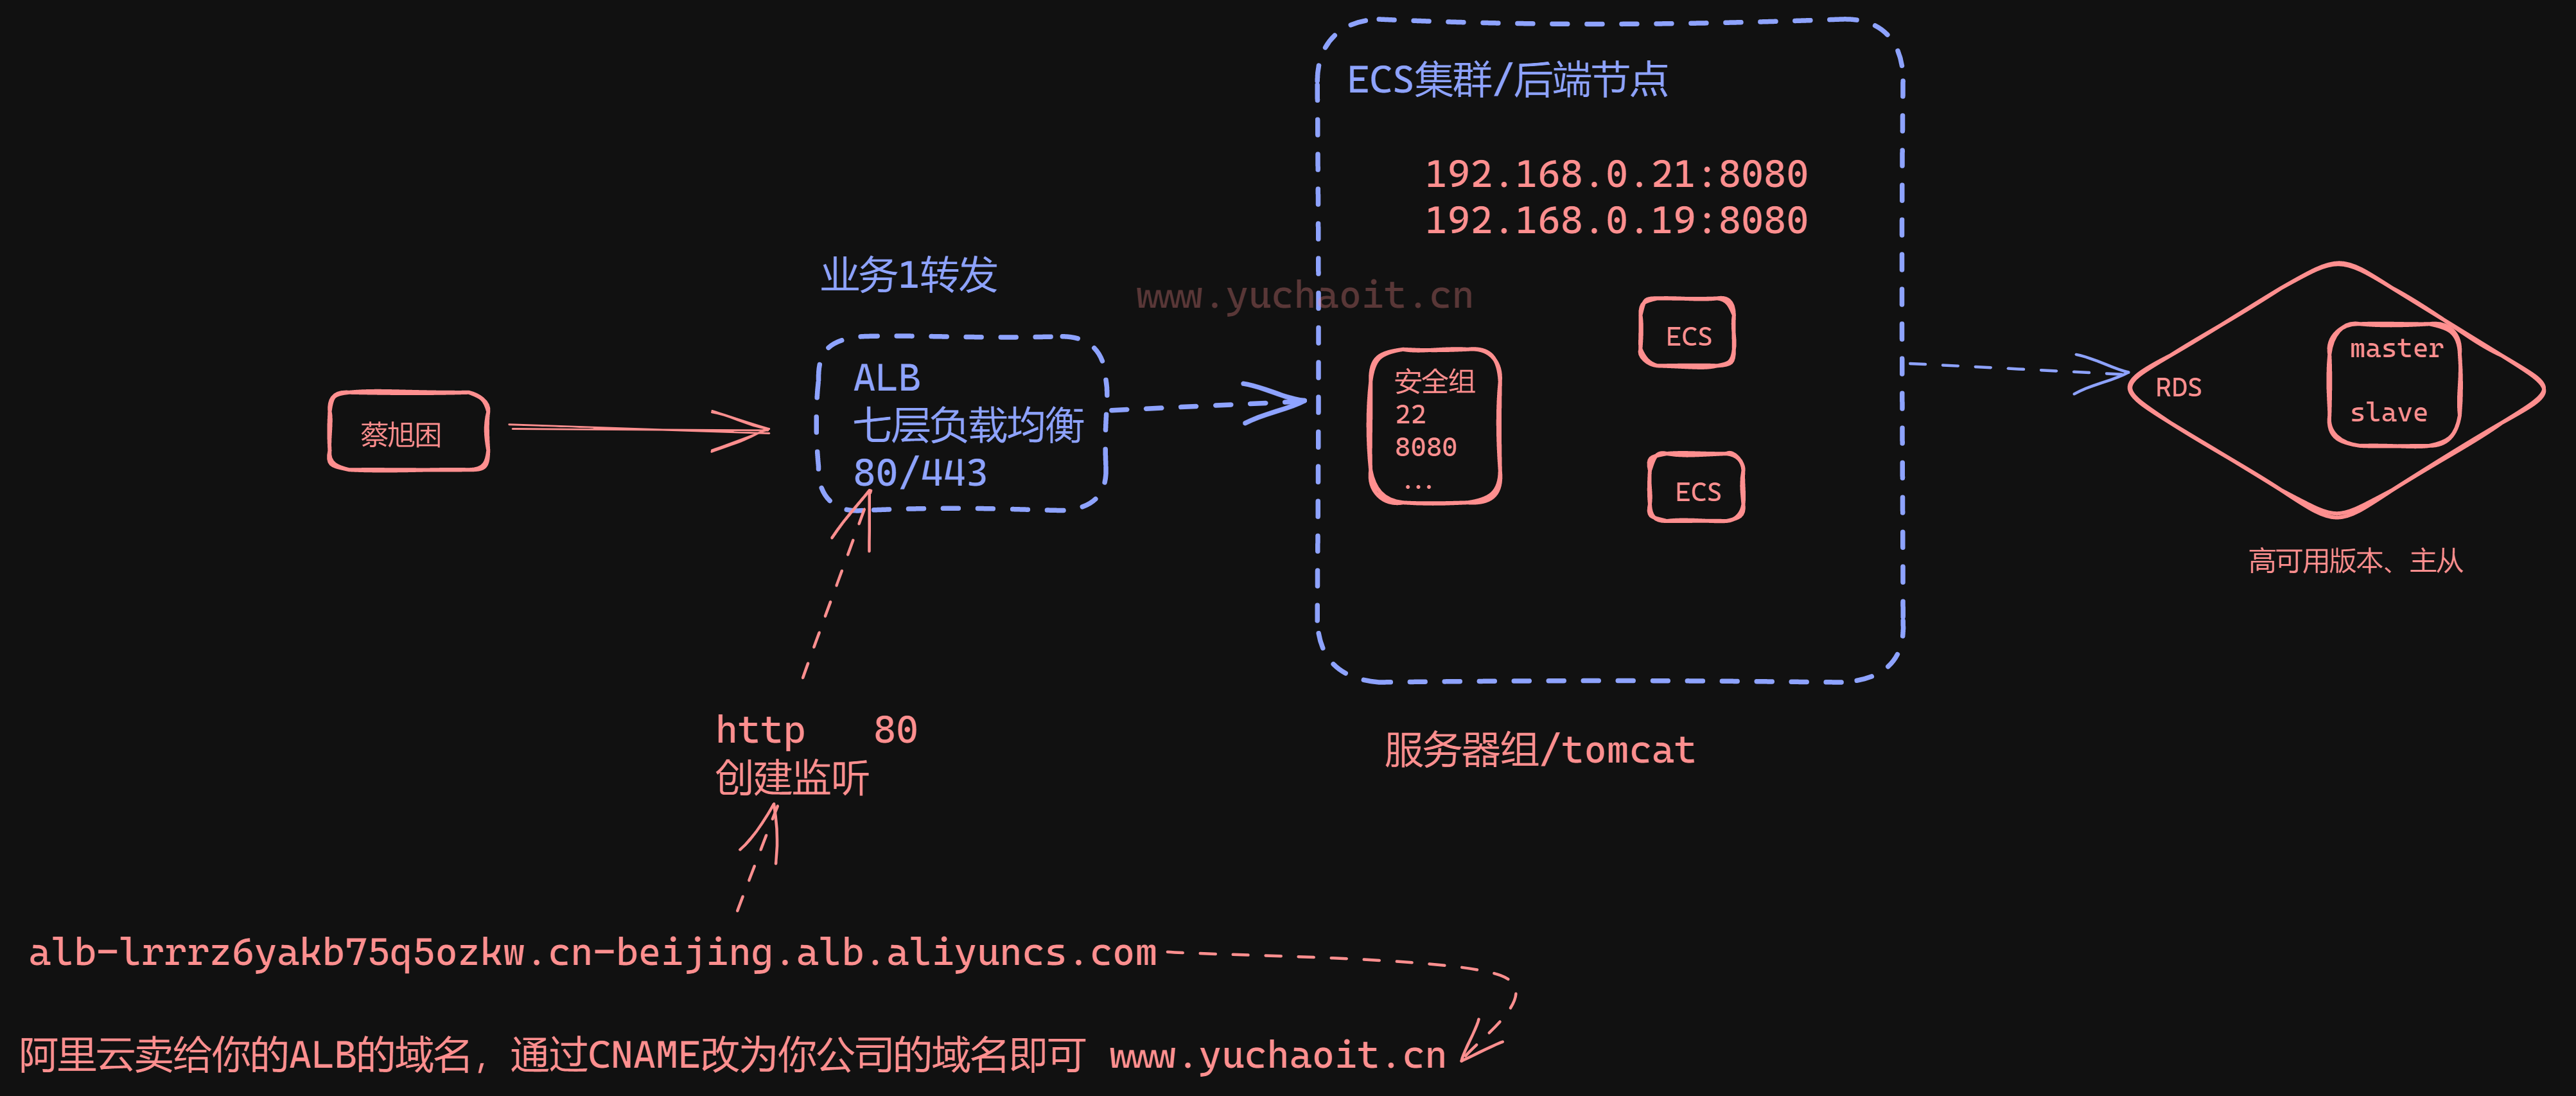 ECS集群/后端节点
192.168.0.21:8080
192.168.0.19:8080
业务1转发
www.yuchaoit.cn
ALB
七层负载均衡
80/443
蔡旭困
安全组
22
8080
...
ECS
ECS
RDS
master
slave
高可用版本、主从
http 80
创建监听
服务器组/tomcat
alb-lrrrz6yakb75q5ozkw.cn-beijing.alb.aliyuncs.com
阿里云卖给你的ALB的域名，通过CNAME改为你公司的域名即可 www.yuchaoit.cn